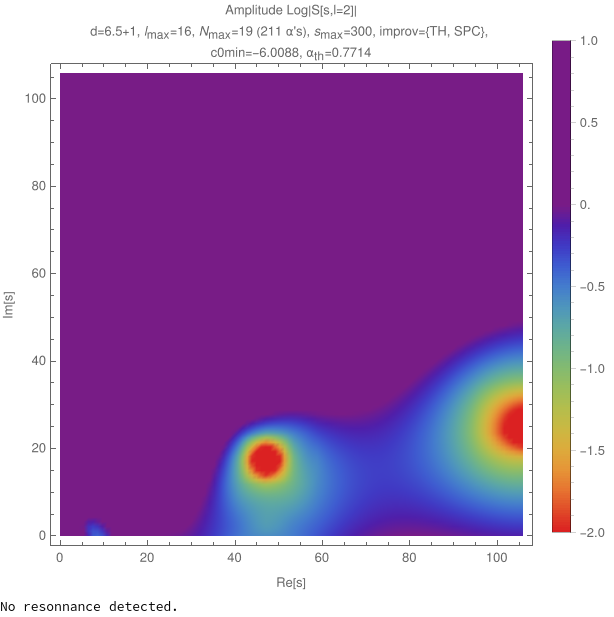 Amplitude Log|S[s,l=2]|
d=6.5+1, lmax=16, Nmax=19 (211 α's), smax=300, improv={TH, SPC},
c0min=-6.0088, αth=0.7714
1.0
100
0.5
80
0.
60
Im[s]
-0.5
40
-1.0
20
-1.5
0
-2.0
0 20 40 60 80 100
Re[s]
No resonnance detected.